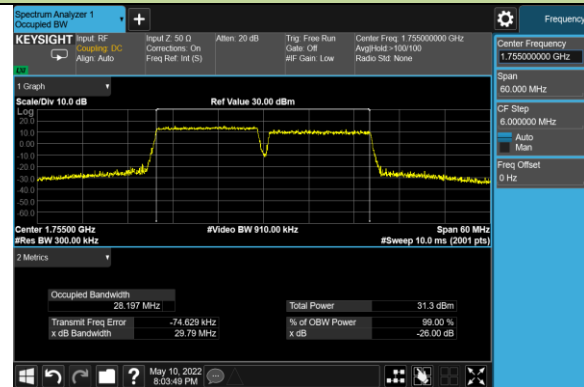 Spectrum Analyzer 1
Occupied BW
Frequency
KEYSIGHT Input: RF
Coupling: DC
Align: Auto
Input Z: 50 Ω
Corrections: On
Freq Ref: Int (S)
Atten: 20 dB
Trig: Free Run
Gate: Off
#IF Gain: Low
Center Freq: 1.755000000 GHz
Avg|Hold:>100/100
Radio Std: None
LXI
Center Frequency
1.755000000 GHz
Span
60.000 MHz
CF Step
6.000000 MHz
Auto
Man
Freq Offset
0 Hz
1 Graph
Scale/Div 10.0 dB
Ref Value 30.00 dBm
Log
20.0
10.0
0.00
-10.0
-20.0
-30.0
-40.0
-50.0
-60.0
Center 1.75500 GHz
#Video BW 910.00 kHz
Span 60 MHz
#Res BW 300.00 kHz
#Sweep 10.0 ms (2001 pts)
2 Metrics
Occupied Bandwidth
28.197 MHz
Total Power 31.3 dBm
Transmit Freq Error -74.629 kHz
% of OBW Power 99.00 %
x dB Bandwidth 29.79 MHz
x dB -26.00 dB
?
May 10, 2022
8:03:49 PM